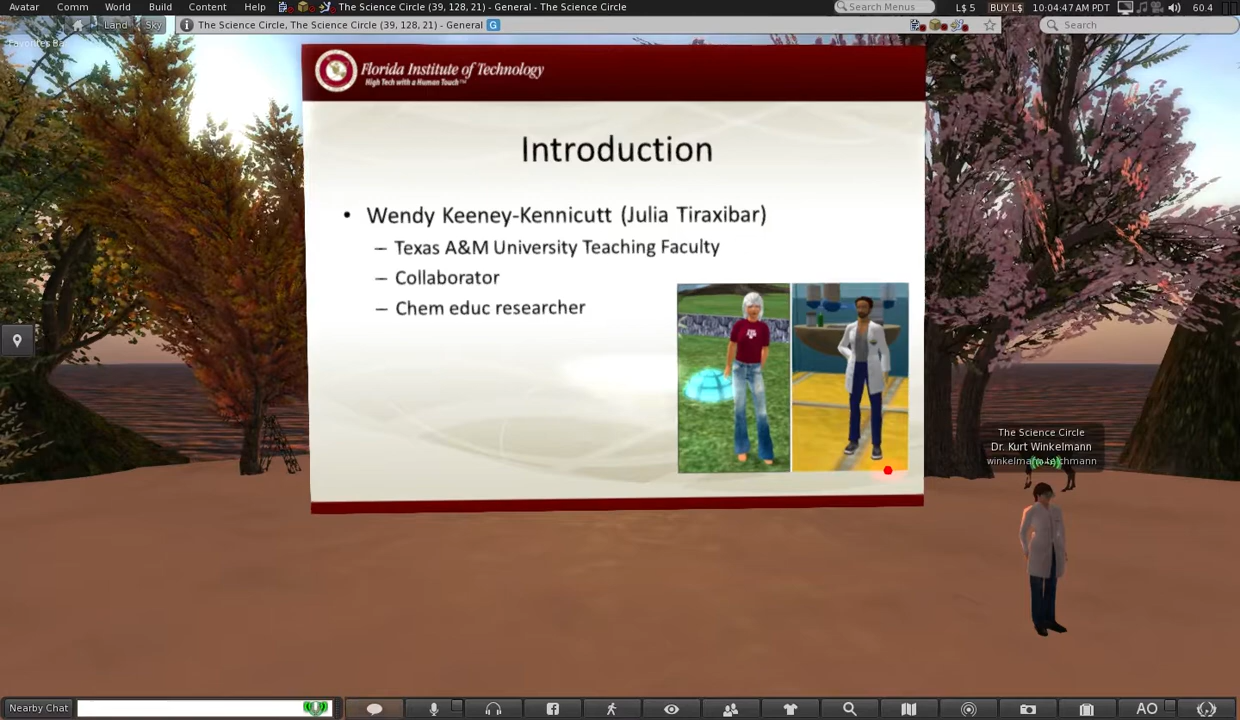 Avatar Comm World Build Content Help The Science Circle (39, 128, 21) - General - The Science Circle Search Menus L$ 5 BUY L$ 10:04:47 AM PDT 60.4
Land Sky The Science Circle, The Science Circle (39, 128, 21) - General G Search
Florida Institute of Technology
High Tech with a Human Touch™
Introduction
• Wendy Keeney-Kennicutt (Julia Tiraxibar)
– Texas A&M University Teaching Faculty
– Collaborator
– Chem educ researcher
The Science Circle
Dr. Kurt Winkelmann
Nearby Chat AO